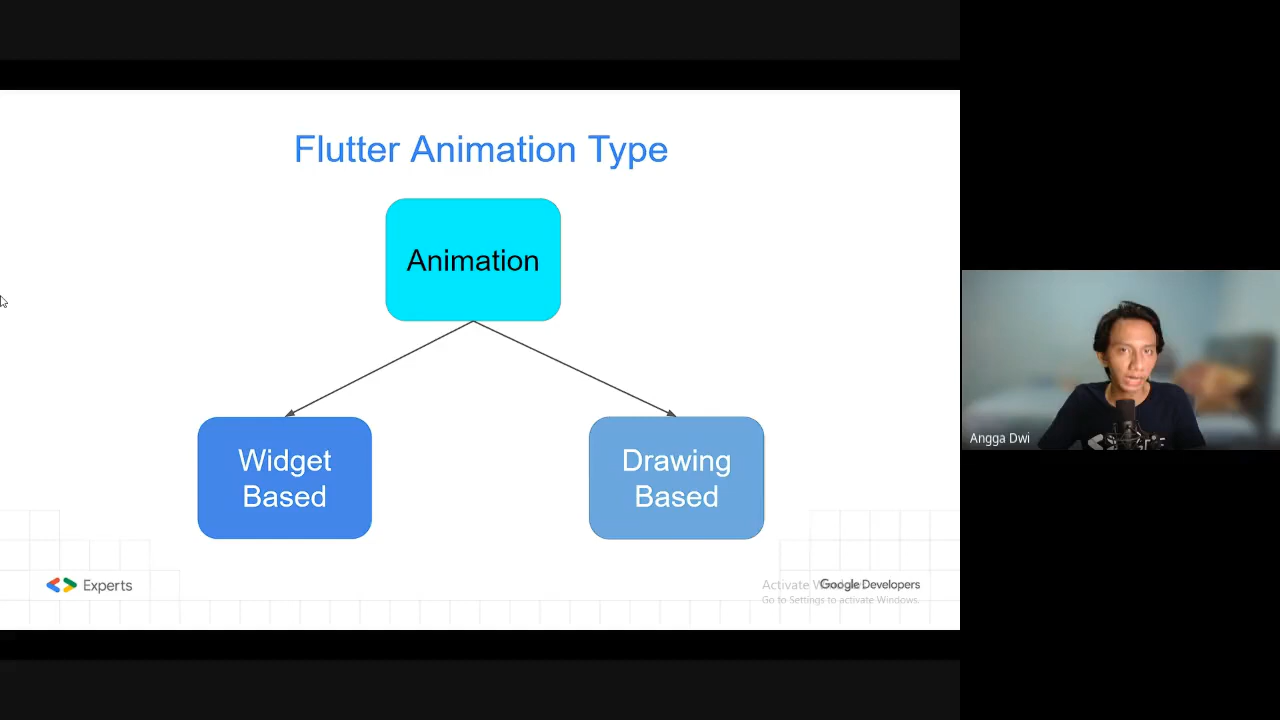 Flutter Animation Type
Animation
Widget
Based
Drawing
Based
Angga Dwi
Experts
Activate Windows
Google Developers
Go to Settings to activate Windows.